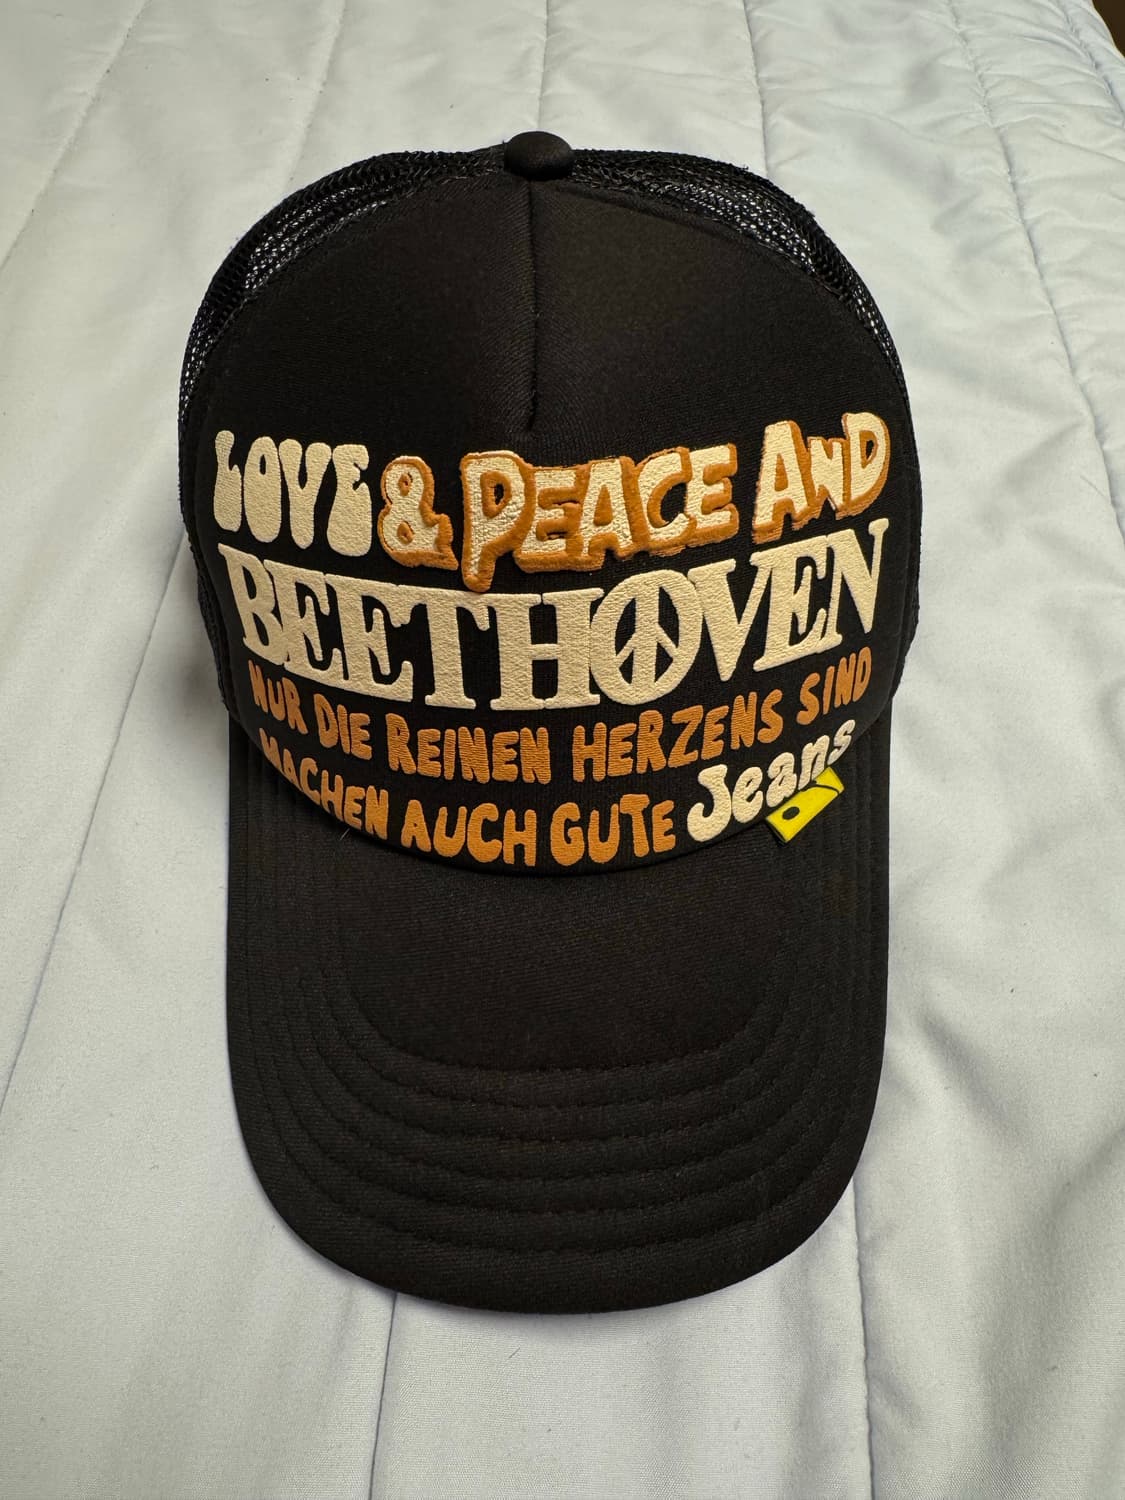 LOVE & PEACE AND
BEETHOVEN
NUR DIE REINEN HERZENS SIND
MACHEN AUCH GUTE Jeans